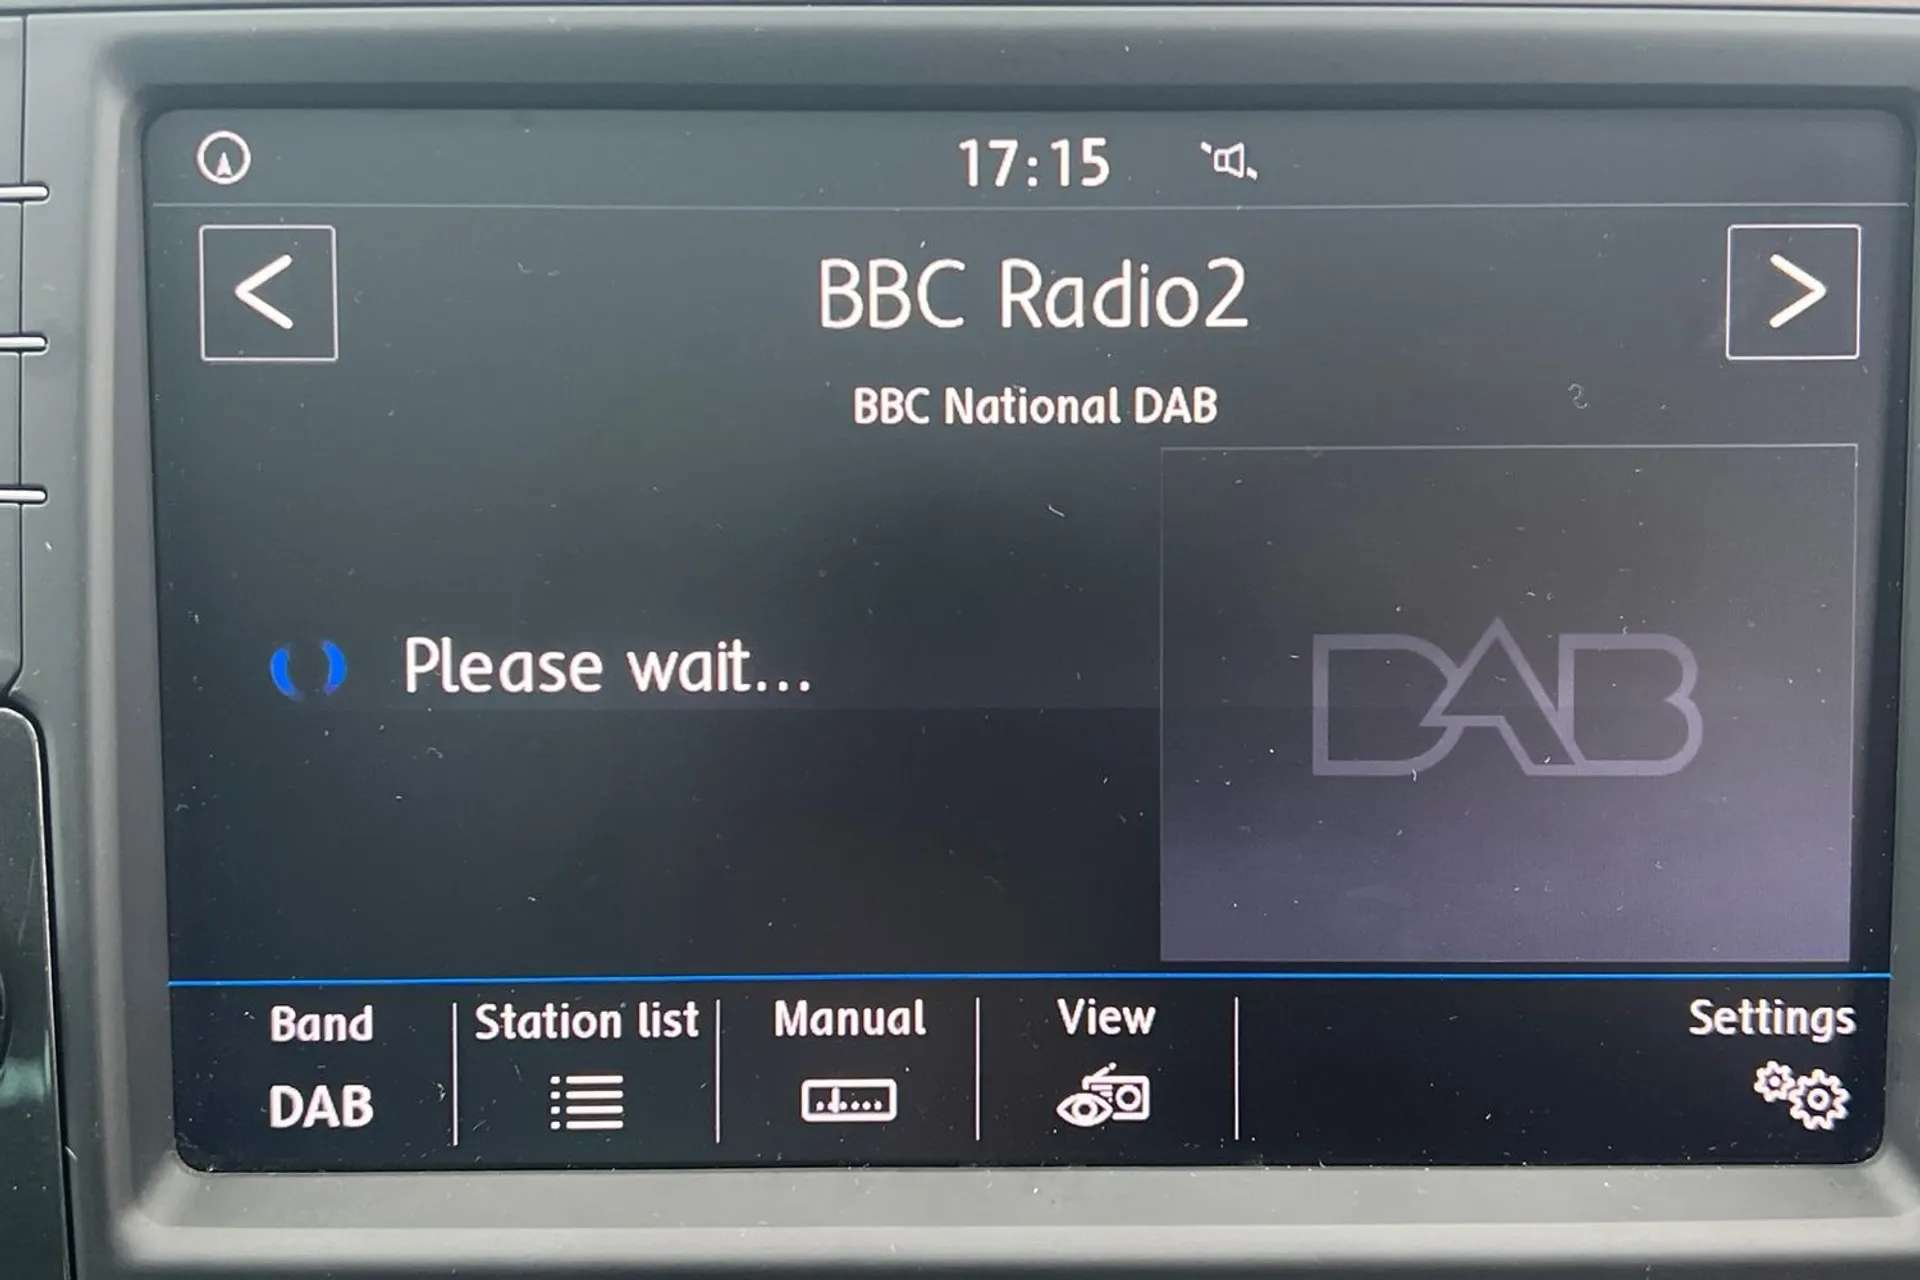 17:15
BBC Radio2
BBC National DAB
Please wait...
DAB
Band
DAB
Station list
Manual
View
Settings